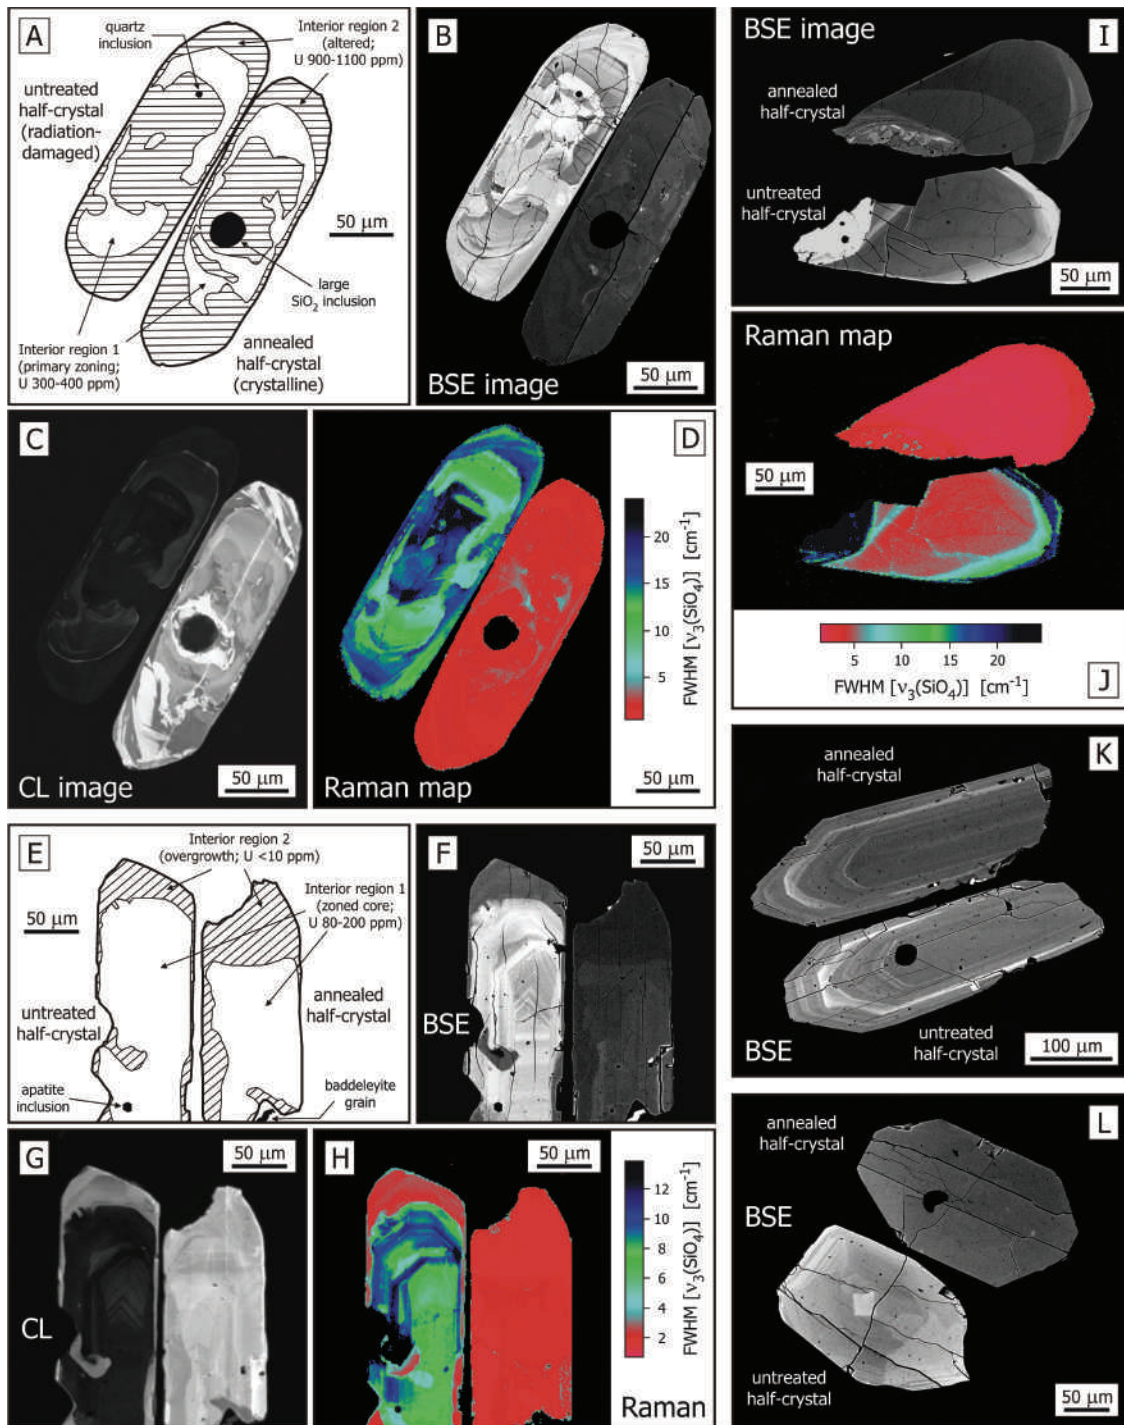 A
quartz
inclusion
Interior region 2
(altered;
U 900-1100 ppm)
untreated
half-crystal
(radiation-
damaged)
50 µm
large
SiO₂ inclusion
Interior region 1
(primary zoning;
U 300-400 ppm)
annealed
half-crystal
(crystalline)
B
50 µm
BSE image
C
50 µm
CL image
D
20
15
10
5
FWHM [ν₃(SiO₄)] [cm⁻¹]
50 µm
Raman map
E
Interior region 2
(overgrowth; U <10 ppm)
Interior region 1
(zoned core;
U 80-200 ppm)
50 µm
untreated
half-crystal
annealed
half-crystal
apatite
inclusion
baddeleyite
grain
F
50 µm
BSE
G
50 µm
CL
H
50 µm
12
10
8
6
4
2
FWHM [ν₃(SiO₄)] [cm⁻¹]
Raman
BSE image
I
annealed
half-crystal
untreated
half-crystal
50 µm
Raman map
50 µm
5 10 15 20
FWHM [ν₃(SiO₄)] [cm⁻¹]
J
annealed
half-crystal
K
BSE
untreated
half-crystal
100 µm
annealed
half-crystal
L
BSE
untreated
half-crystal
50 µm